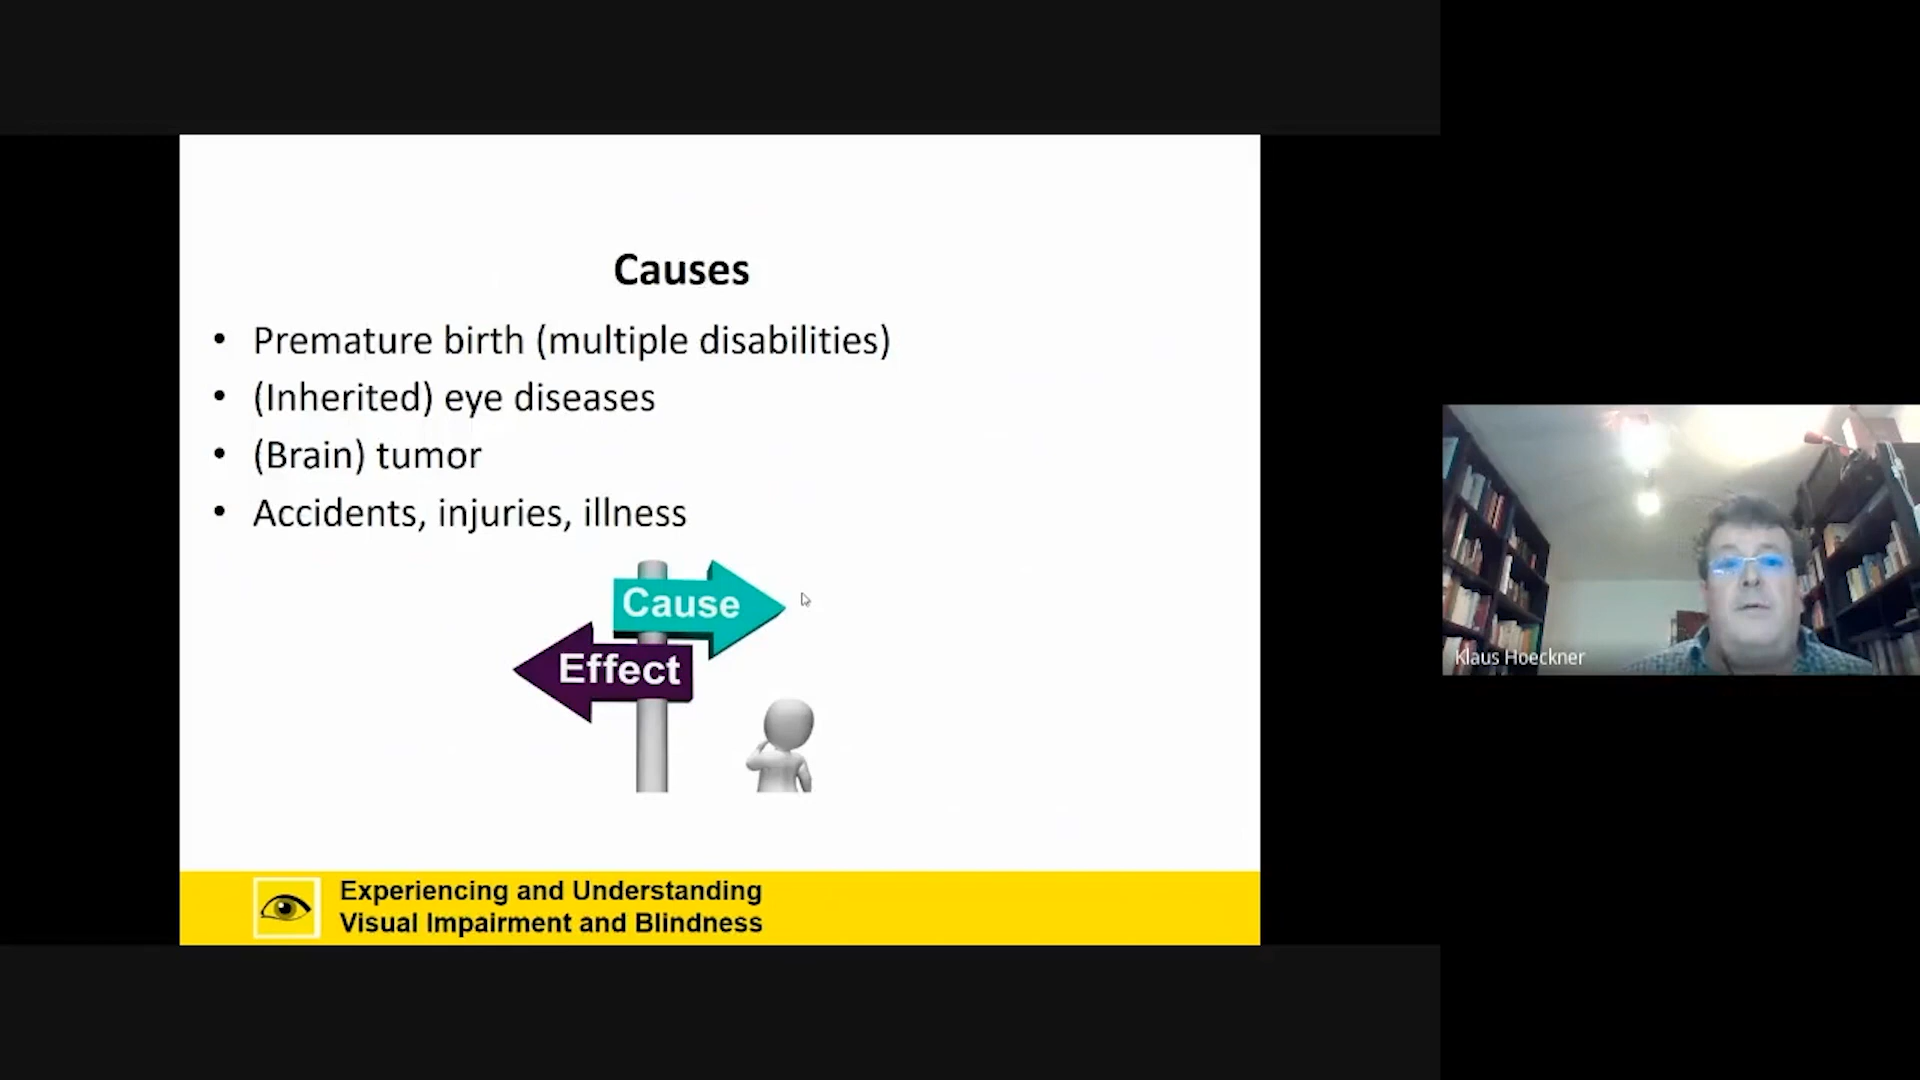 Causes
• Premature birth (multiple disabilities)
• (Inherited) eye diseases
• (Brain) tumor
• Accidents, injuries, illness
Cause
Effect
Experiencing and Understanding
Visual Impairment and Blindness
Klaus Hoeckner